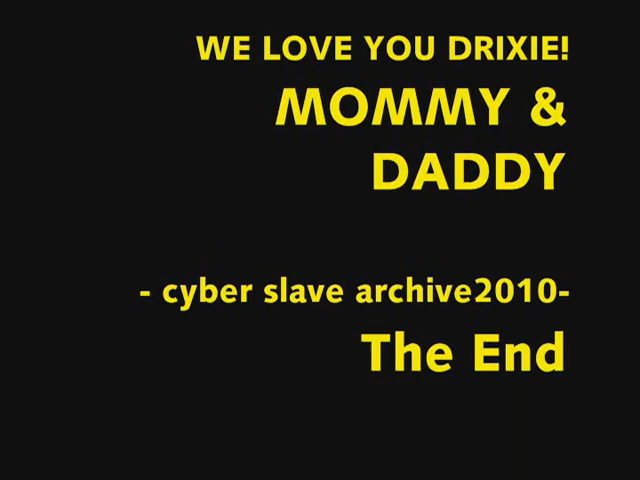 WE LOVE YOU DRIXIE!
MOMMY &
DADDY
- cyber slave archive2010-
The End